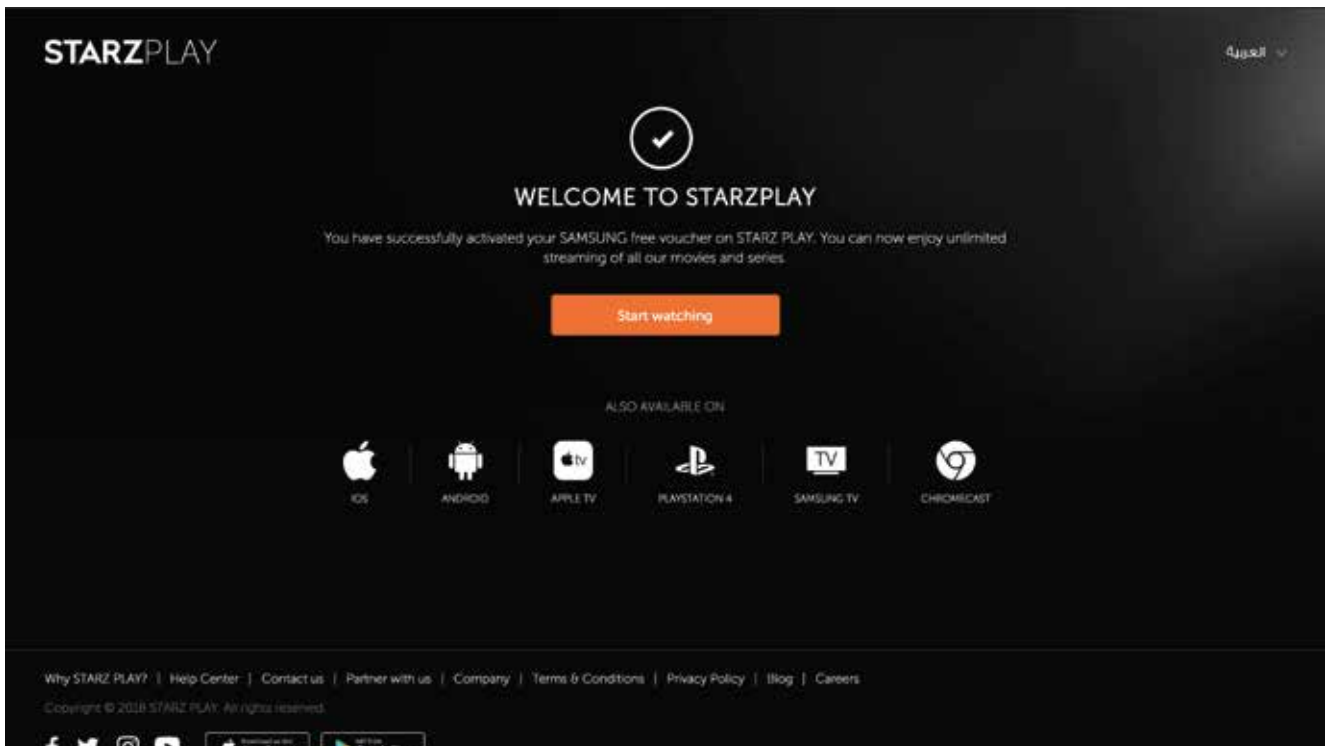 STARZPLAY
العربية
WELCOME TO STARZPLAY
You have successfully activated your SAMSUNG free voucher on STARZ PLAY. You can now enjoy unlimited
streaming of all our movies and series.
Start watching
ALSO AVAILABLE ON
tv
TV
IOS
ANDROID
APPLE TV
PLAYSTATION 4
SAMSUNG TV
CHROMECAST
Why STARZ PLAY? | Help Center | Contact us | Partner with us | Company | Terms & Conditions | Privacy Policy | Blog | Careers
Copyright © 2018 STARZ PLAY. All rights reserved.